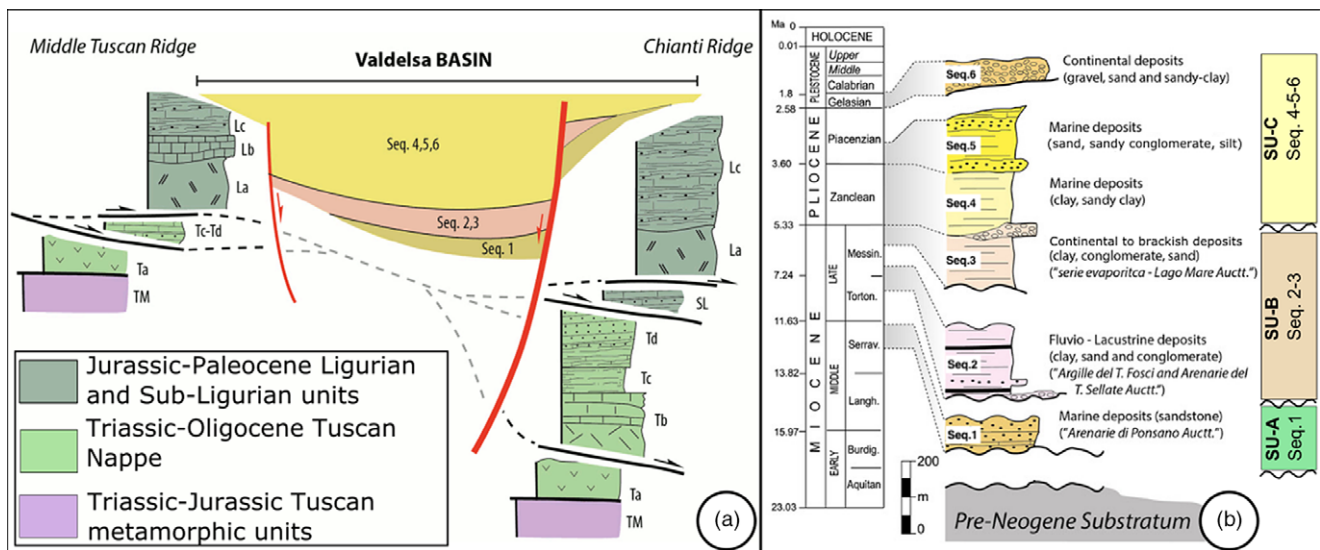 Middle Tuscan Ridge
Chianti Ridge
Valdelsa BASIN
Lc
Lb
La
Tc-Td
Ta
TM
Seq. 4,5,6
Seq. 2,3
Seq. 1
Lc
La
SL
Td
Tc
Tb
Ta
TM
Jurassic-Paleocene Ligurian
and Sub-Ligurian units
Triassic-Oligocene Tuscan
Nappe
Triassic-Jurassic Tuscan
metamorphic units
(a)
Ma 0
0.01
1.8
2.58
3.60
5.33
7.24
11.63
13.82
15.97
23.03
HOLOCENE
PLEISTOCENE
Upper
Middle
Calabrian
Gelasian
PLIOCENE
Piacenzian
Zanclean
MIOCENE
LATE
Messin.
Torton.
MIDDLE
Serrav.
Langh.
EARLY
Burdig.
Aquitan
Seq.6
Continental deposits
(gravel, sand and sandy-clay)
Seq.5
Marine deposits
(sand, sandy conglomerate, silt)
Seq.4
Marine deposits
(clay, sandy clay)
Seq.3
Continental to brackish deposits
(clay, conglomerate, sand)
("serie evaporitca - Lago Mare Auctt.")
Seq.2
Fluvio - Lacustrine deposits
(clay, sand and conglomerate)
("Argille del T. Fosci and Arenarie del
T. Sellate Auctt.")
Seq.1
Marine deposits (sandstone)
("Arenarie di Ponsano Auctt.")
SU-C
Seq. 4-5-6
SU-B
Seq. 2-3
SU-A
Seq.1
200
m
0
Pre-Neogene Substratum
(b)